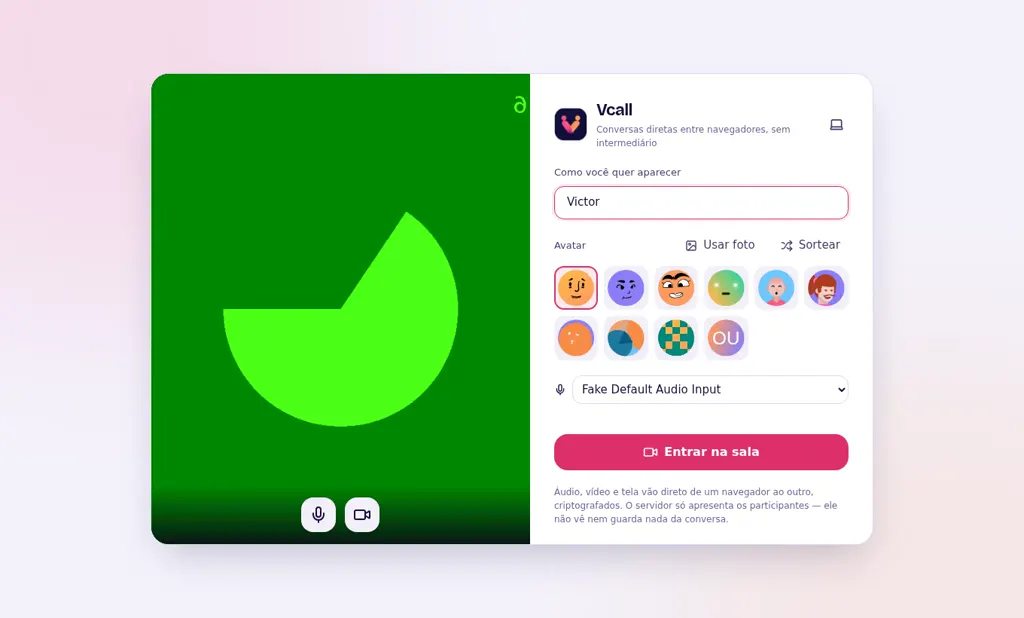 Vcall
Conversas diretas entre navegadores, sem
intermediário
Como você quer aparecer
Victor
Avatar
Usar foto
Sortear
OU
Fake Default Audio Input
Entrar na sala
Áudio, vídeo e tela vão direto de um navegador ao outro,
criptografados. O servidor só apresenta os participantes — ele
não vê nem guarda nada da conversa.